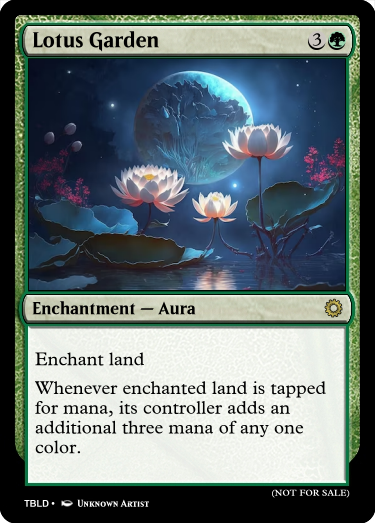 Lotus Garden 3
Enchantment — Aura
Enchant land
Whenever enchanted land is tapped
for mana, its controller adds an
additional three mana of any one
color.
(NOT FOR SALE)
TBLD • Unknown Artist